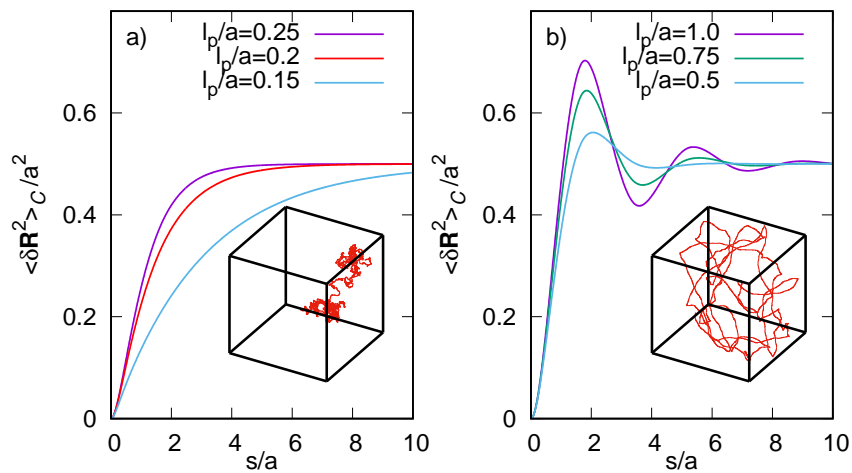 a)
l_p/a=0.25
l_p/a=0.2
l_p/a=0.15
<δR²>_C/a²
0.6
0.4
0.2
0
0 2 4 6 8 10
s/a
b)
l_p/a=1.0
l_p/a=0.75
l_p/a=0.5
<δR²>_C/a²
0.6
0.4
0.2
0
0 2 4 6 8 10
s/a